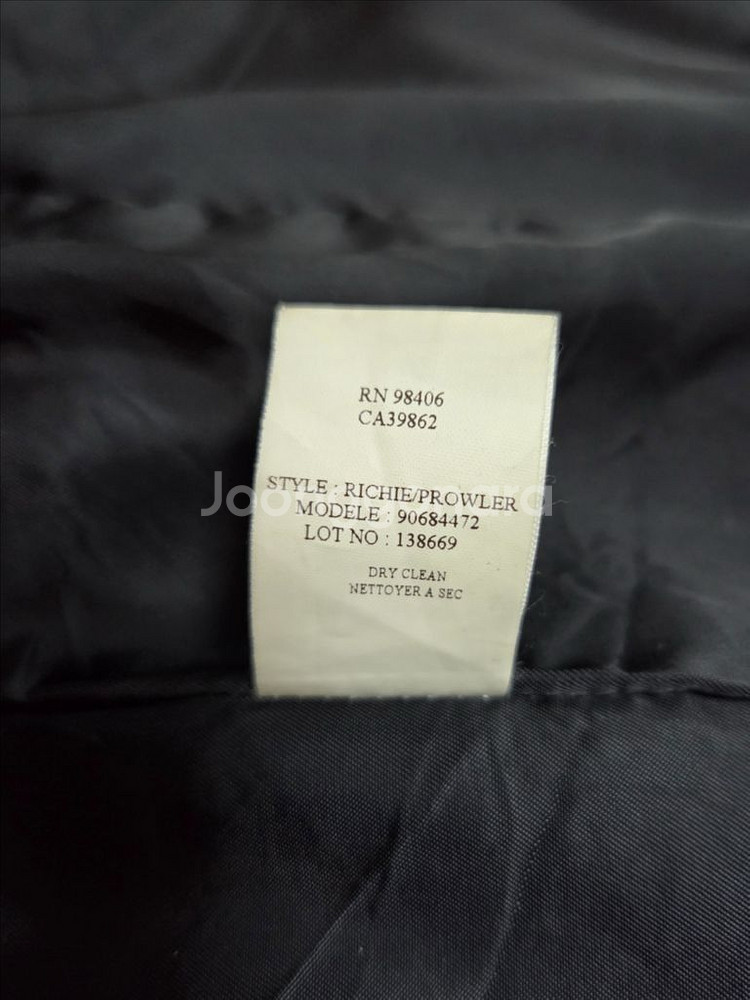 RN 98406
CA39862
STYLE : RICHIE/PROWLER
MODELE : 90684472
LOT NO : 138669
DRY CLEAN
NETTOYER A SEC